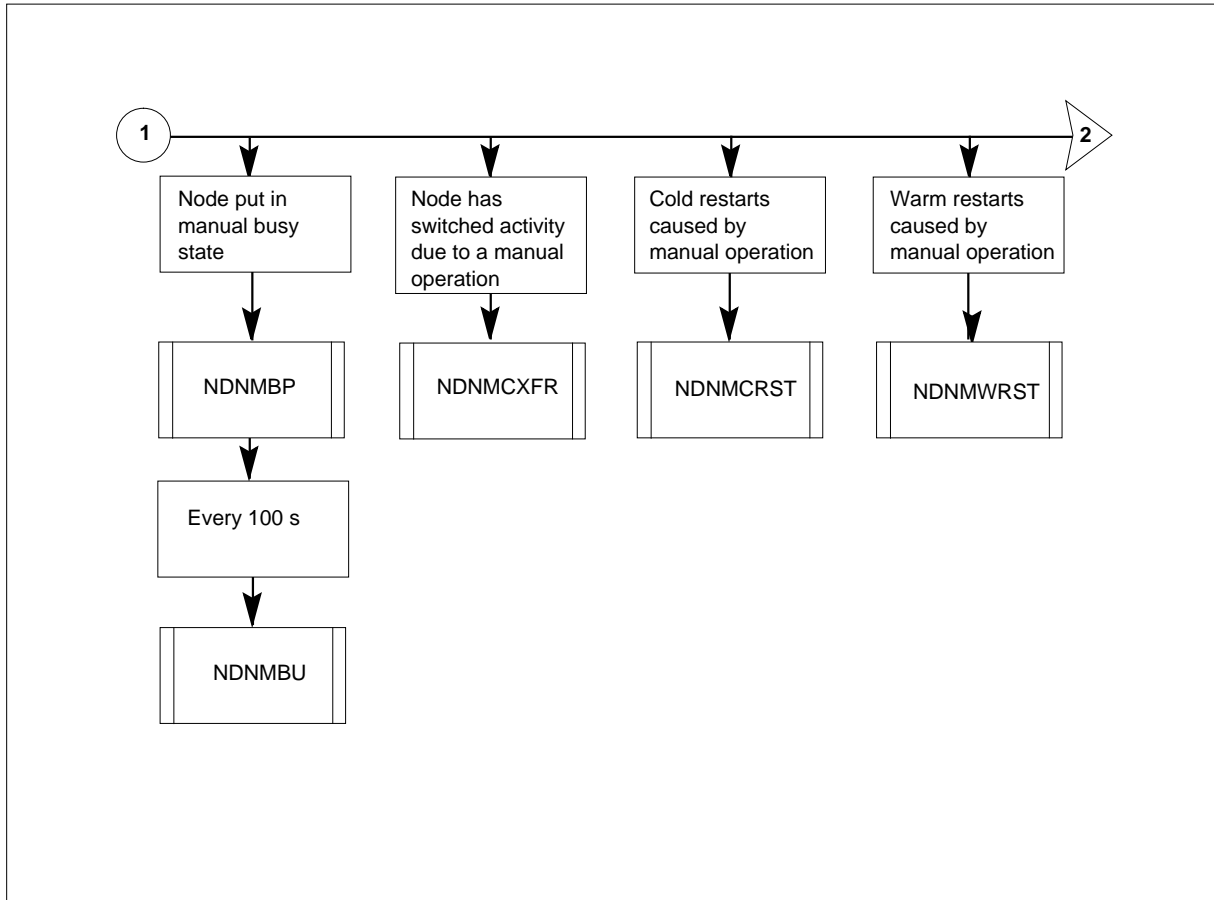 1
2
Node put in
manual busy
state
Node has
switched activity
due to a manual
operation
Cold restarts
caused by
manual operation
Warm restarts
caused by
manual operation
NDNMBP
NDNMCXFR
NDNMCRST
NDNMWRST
Every 100 s
NDNMBU